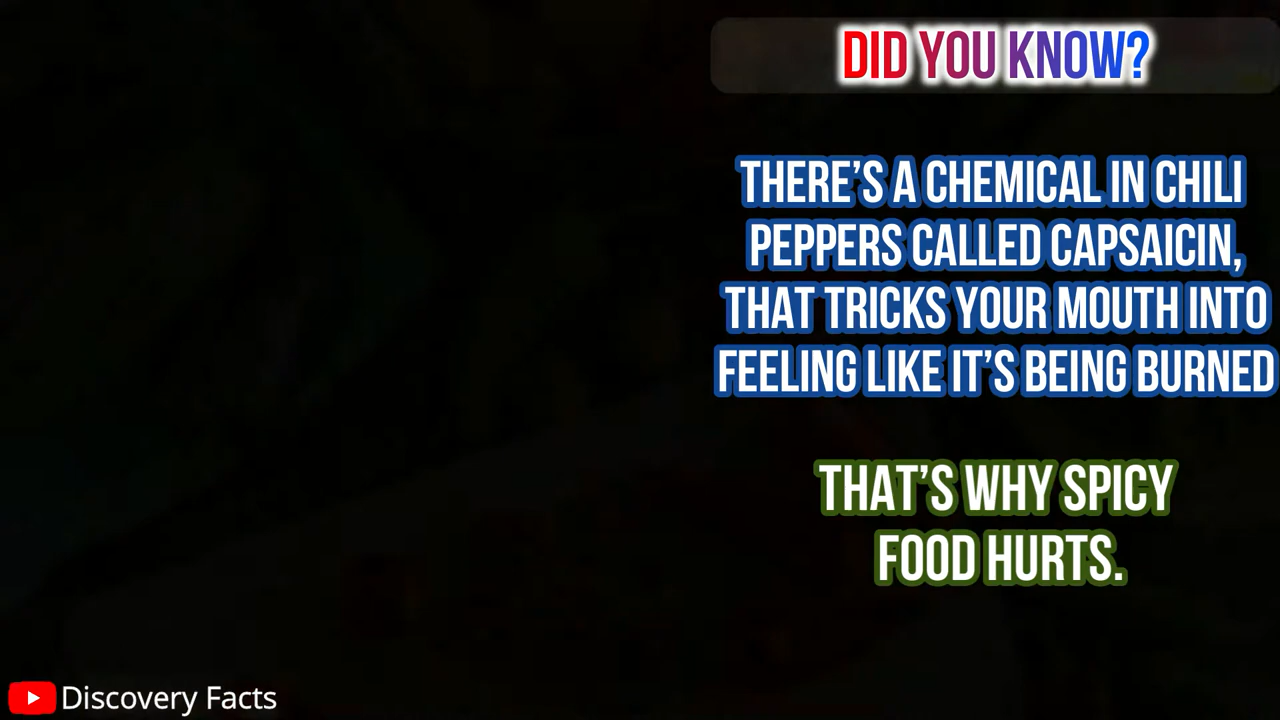 DID YOU KNOW?
THERE’S A CHEMICAL IN CHILI
PEPPERS CALLED CAPSAICIN,
THAT TRICKS YOUR MOUTH INTO
FEELING LIKE IT’S BEING BURNED
THAT’S WHY SPICY
FOOD HURTS.
Discovery Facts